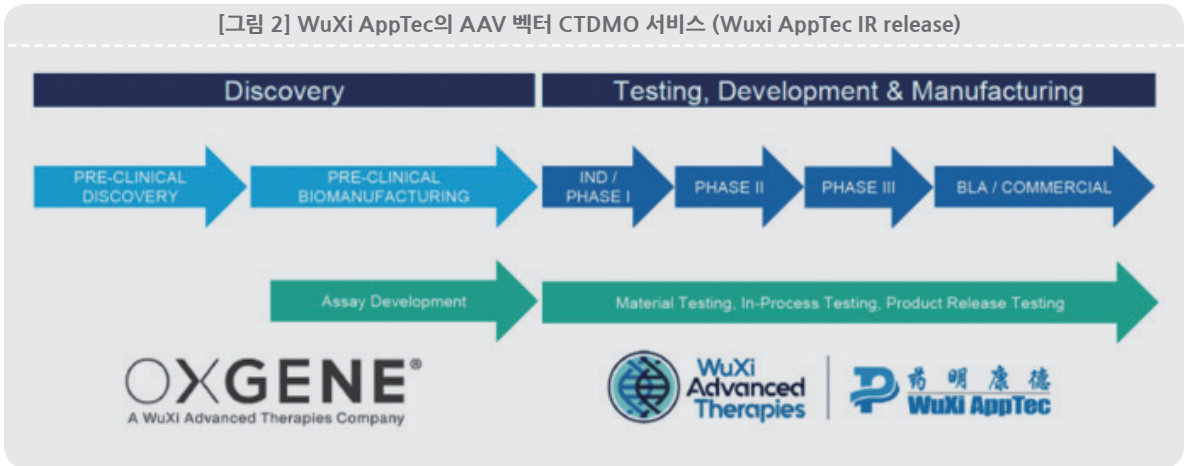 [그림 2] WuXi AppTec의 AAV 벡터 CTDMO 서비스 (Wuxi AppTec IR release)
Discovery
Testing, Development & Manufacturing
PRE-CLINICAL
DISCOVERY
PRE-CLINICAL
BIOMANUFACTURING
IND /
PHASE I
PHASE II
PHASE III
BLA / COMMERCIAL
Assay Development
Material Testing, In-Process Testing, Product Release Testing
OXGENE®
A WuXi Advanced Therapies Company
WuXi
Advanced
Therapies
药明康德
WuXi AppTec